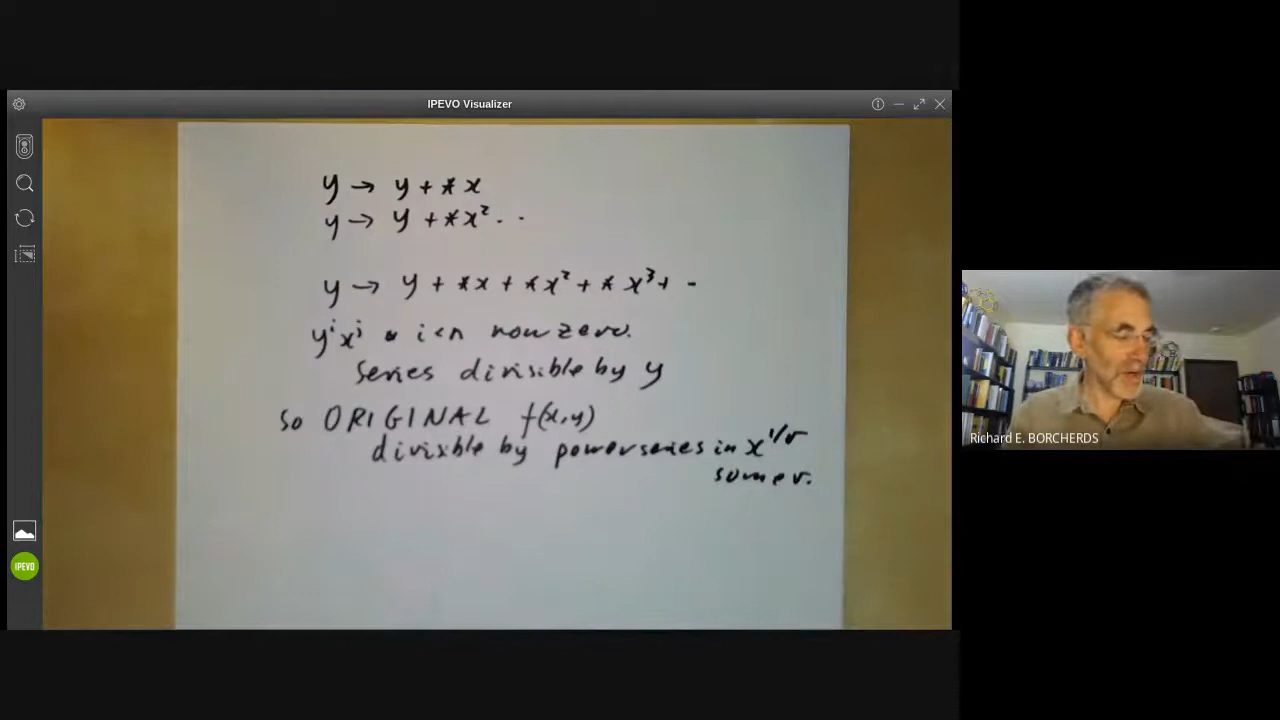 IPEVO Visualizer
y → y + * x
y → y + * x² . .
y → y + * x + * x² + * x³ + -
yⁱxʲ i < n nonzero.
Series divisible by y
So ORIGINAL f(x,y)
divisble by powerseries in x^1/r
some r.
Richard E. BORCHERDS
IPEVO